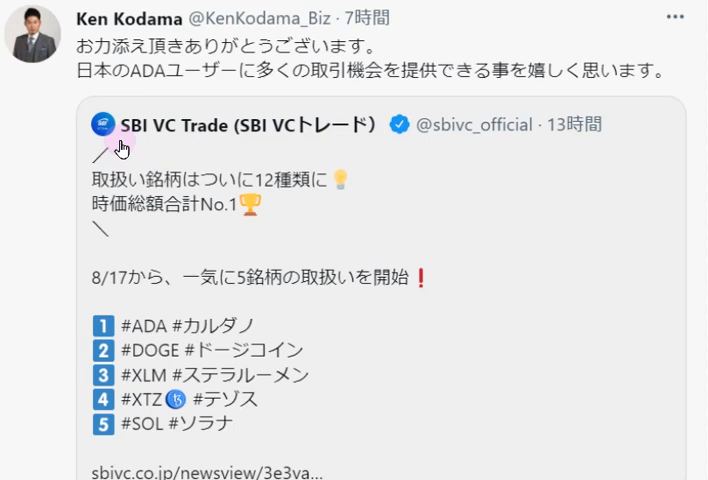 Ken Kodama @KenKodama_Biz · 7時間
お力添え頂きありがとうございます。
日本のADAユーザーに多くの取引機会を提供できる事を嬉しく思います。
SBI VC Trade (SBI VCトレード) @sbivc_official · 13時間
／
取扱い銘柄はついに12種類に💡
時価総額合計No.1🏆
＼
8/17から、一気に5銘柄の取扱いを開始❗
1️⃣ #ADA #カルダノ
2️⃣ #DOGE #ドージコイン
3️⃣ #XLM #ステラルーメン
4️⃣ #XTZ #テゾス
5️⃣ #SOL #ソラナ
sbivc.co.jp/newsview/3e3va...